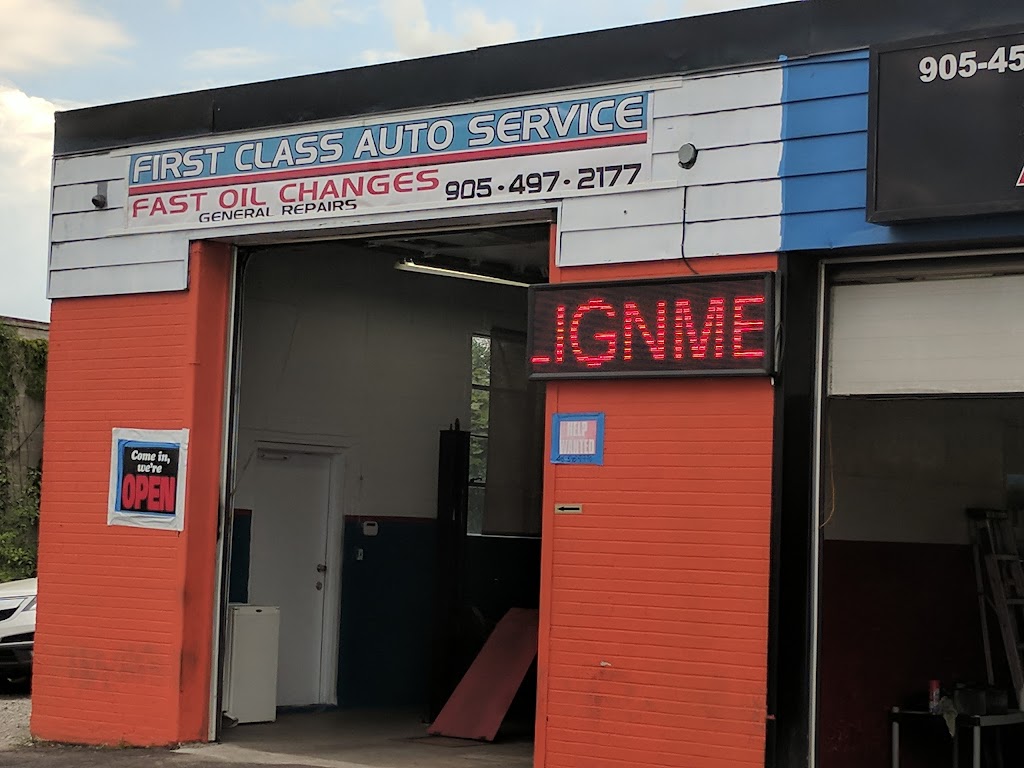 FIRST CLASS AUTO SERVICE
FAST OIL CHANGES 905·497·2177
GENERAL REPAIRS
905-45
LIGNME
Come in,
we're
OPEN
HELP
WANTED